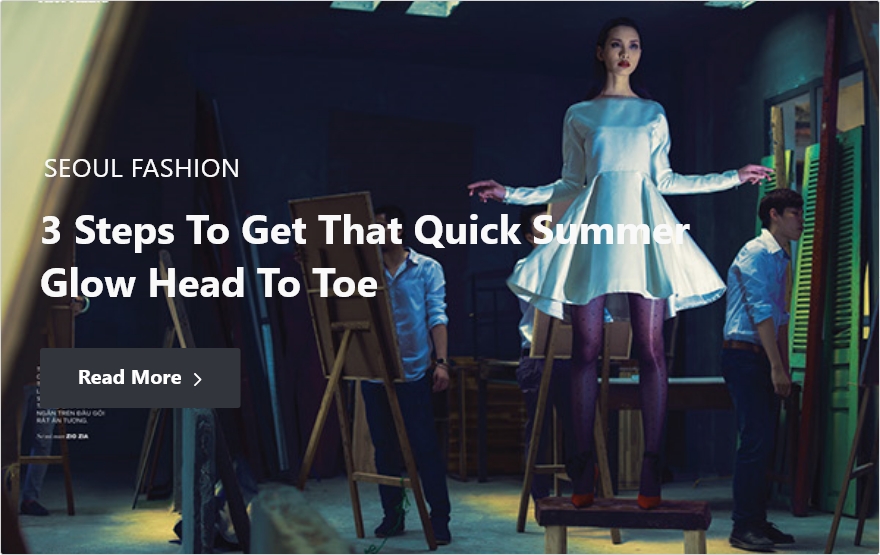 SEOUL FASHION
3 Steps To Get That Quick Summer
Glow Head To Toe
Read More
NGẮN TRÊN ĐẦU GỐI
RẤT ẤN TƯỢNG.
ZIO ZIA